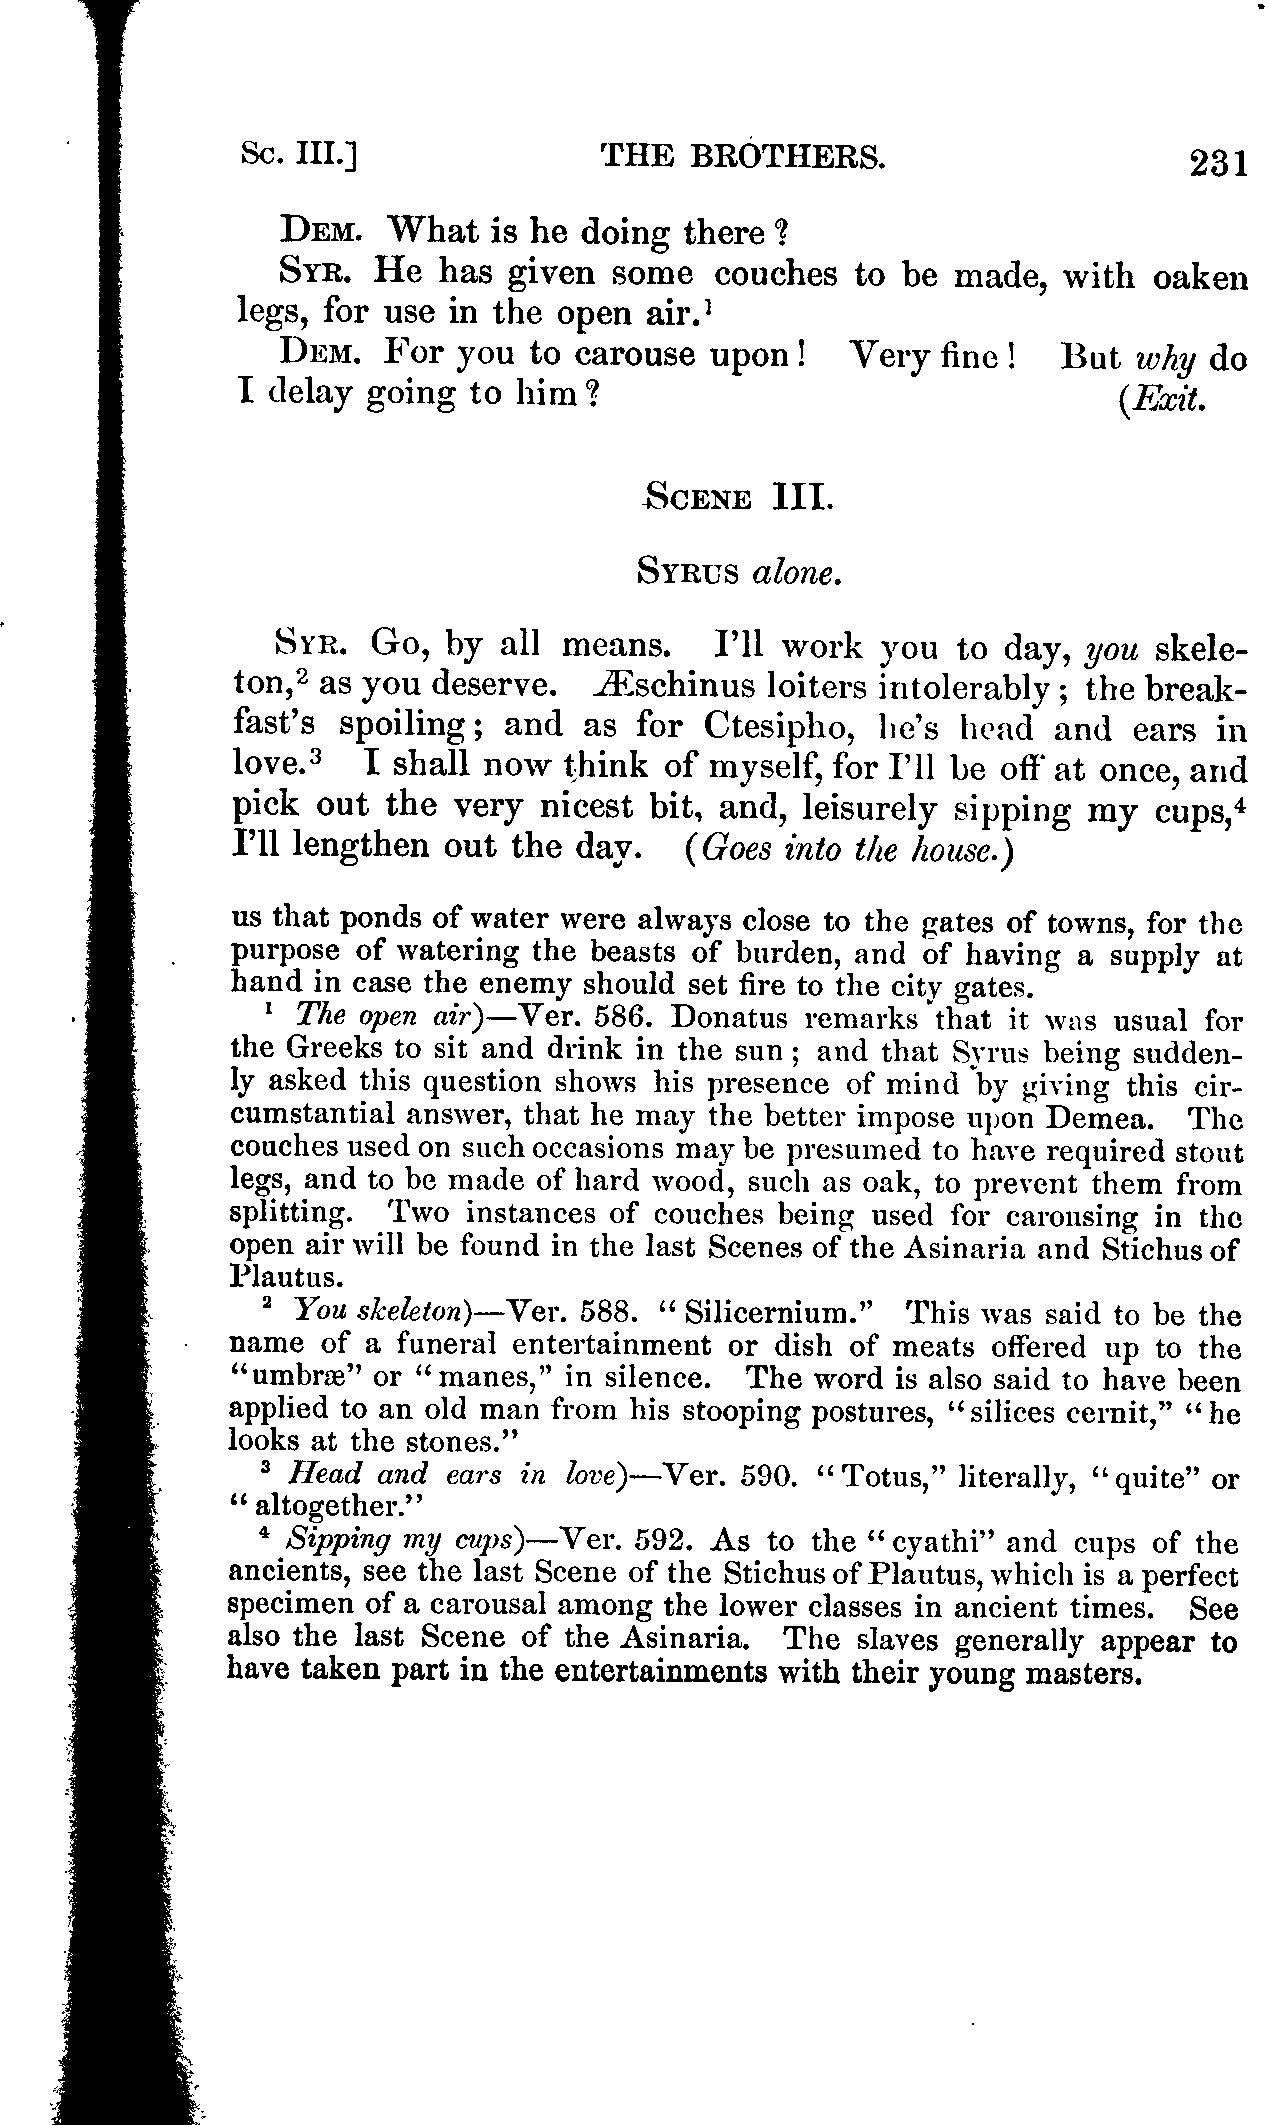 Sc. III.] THE BROTHERS. 231
DEM. What is he doing there?
SYR. He has given some couches to be made, with oaken
legs, for use in the open air.¹
DEM. For you to carouse upon! Very fine! But why do
I delay going to him? (Exit.
SCENE III.
SYRUS alone.
SYR. Go, by all means. I'll work you to day, you skele-
ton,² as you deserve. Æschinus loiters intolerably; the break-
fast's spoiling; and as for Ctesipho, he's head and ears in
love.³ I shall now think of myself, for I'll be off at once, and
pick out the very nicest bit, and, leisurely sipping my cups,⁴
I'll lengthen out the day. (Goes into the house.)
us that ponds of water were always close to the gates of towns, for the
purpose of watering the beasts of burden, and of having a supply at
hand in case the enemy should set fire to the city gates.
¹ The open air)—Ver. 586. Donatus remarks that it was usual for
the Greeks to sit and drink in the sun; and that Syrus being sudden-
ly asked this question shows his presence of mind by giving this cir-
cumstantial answer, that he may the better impose upon Demea. The
couches used on such occasions may be presumed to have required stout
legs, and to be made of hard wood, such as oak, to prevent them from
splitting. Two instances of couches being used for carousing in the
open air will be found in the last Scenes of the Asinaria and Stichus of
Plautus.
² You skeleton)—Ver. 588. "Silicernium." This was said to be the
name of a funeral entertainment or dish of meats offered up to the
"umbræ" or "manes," in silence. The word is also said to have been
applied to an old man from his stooping postures, "silices cernit," "he
looks at the stones."
³ Head and ears in love)—Ver. 590. "Totus," literally, "quite" or
"altogether."
⁴ Sipping my cups)—Ver. 592. As to the "cyathi" and cups of the
ancients, see the last Scene of the Stichus of Plautus, which is a perfect
specimen of a carousal among the lower classes in ancient times. See
also the last Scene of the Asinaria. The slaves generally appear to
have taken part in the entertainments with their young masters.